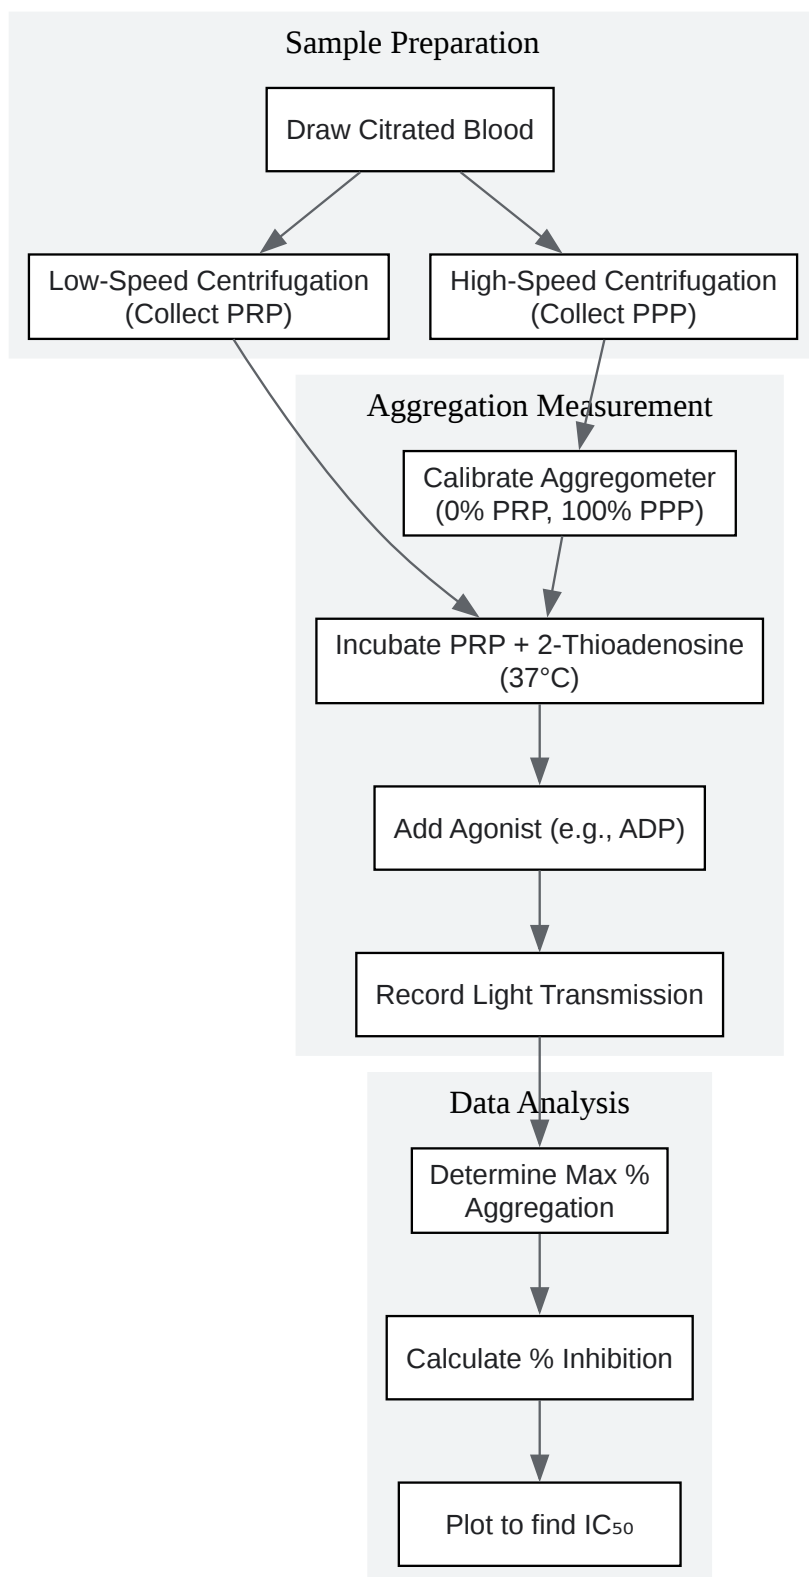 Sample Preparation
Draw Citrated Blood
Low-Speed Centrifugation
(Collect PRP)
High-Speed Centrifugation
(Collect PPP)
Aggregation Measurement
Calibrate Aggregometer
(0% PRP, 100% PPP)
Incubate PRP + 2-Thioadenosine
(37°C)
Add Agonist (e.g., ADP)
Record Light Transmission
Data Analysis
Determine Max %
Aggregation
Calculate % Inhibition
Plot to find IC₅₀